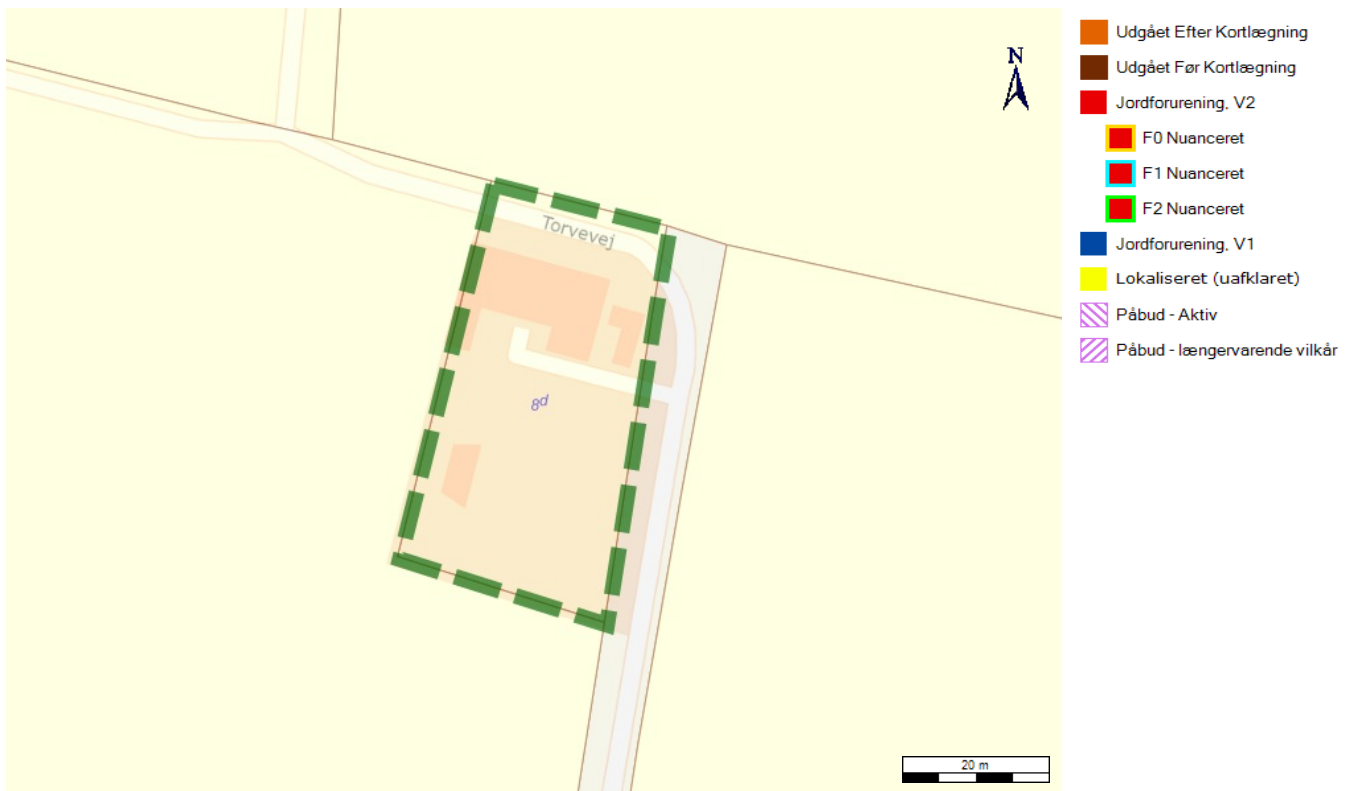 N
Torvevej
8d
20 m
Udgået Efter Kortlægning
Udgået Før Kortlægning
Jordforurening, V2
F0 Nuanceret
F1 Nuanceret
F2 Nuanceret
Jordforurening, V1
Lokaliseret (uafklaret)
Påbud - Aktiv
Påbud - længervarende vilkår